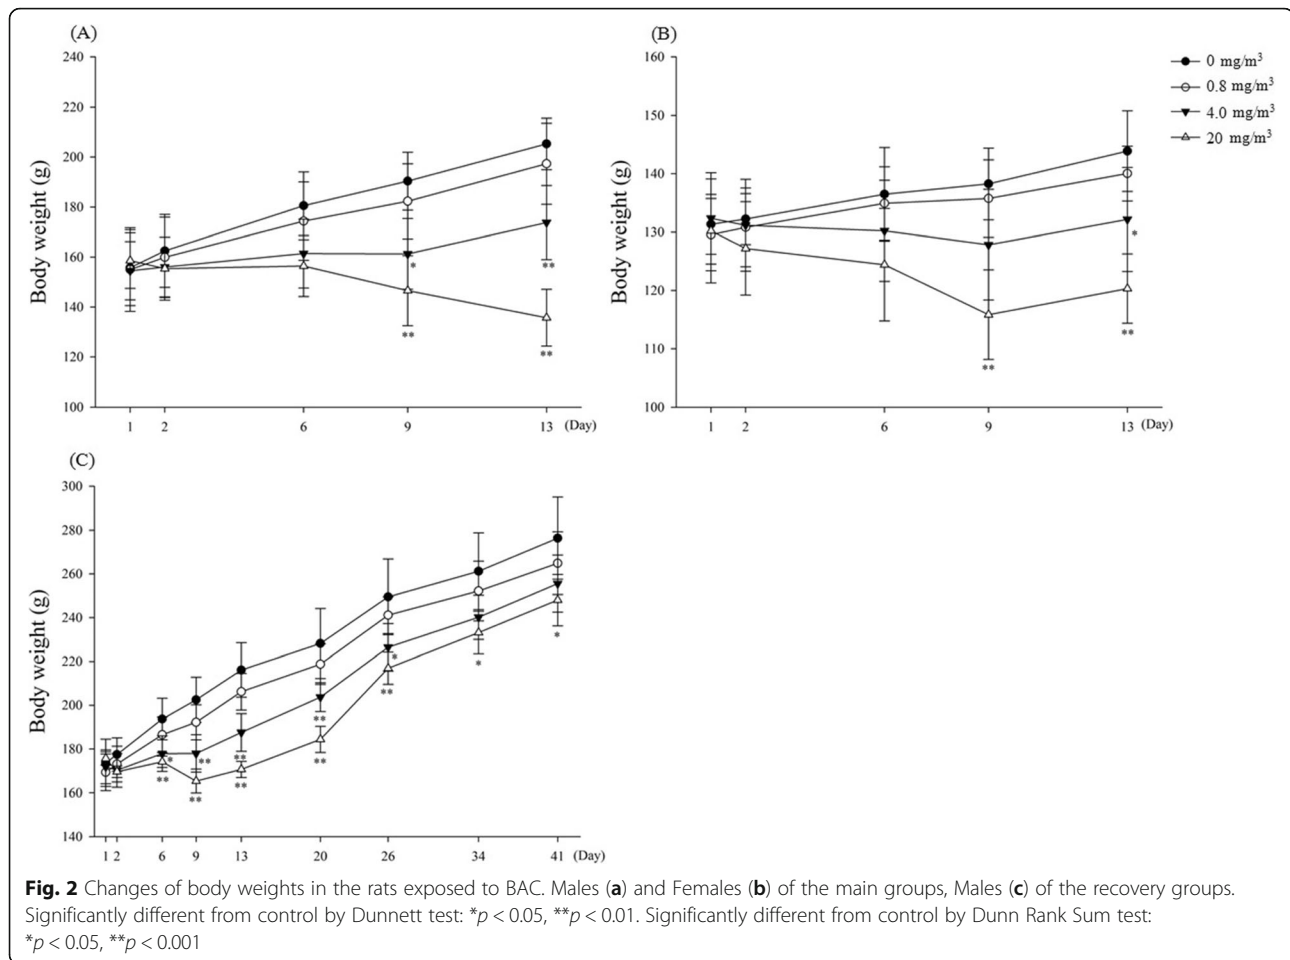 (A)
240
220
200
180
160
140
120
100
Body weight (g)
1 2 6 9 13 (Day)
* ** ** **
(B)
160
150
140
130
120
110
100
Body weight (g)
1 2 6 9 13 (Day)
* ** **
0 mg/m³
0.8 mg/m³
4.0 mg/m³
20 mg/m³
(C)
300
280
260
240
220
200
180
160
140
Body weight (g)
1 2 6 9 13 20 26 34 41 (Day)
* ** ** ** ** ** ** ** * ** * *
Fig. 2 Changes of body weights in the rats exposed to BAC. Males (a) and Females (b) of the main groups, Males (c) of the recovery groups.
Significantly different from control by Dunnett test: *p < 0.05, **p < 0.01. Significantly different from control by Dunn Rank Sum test:
*p < 0.05, **p < 0.001